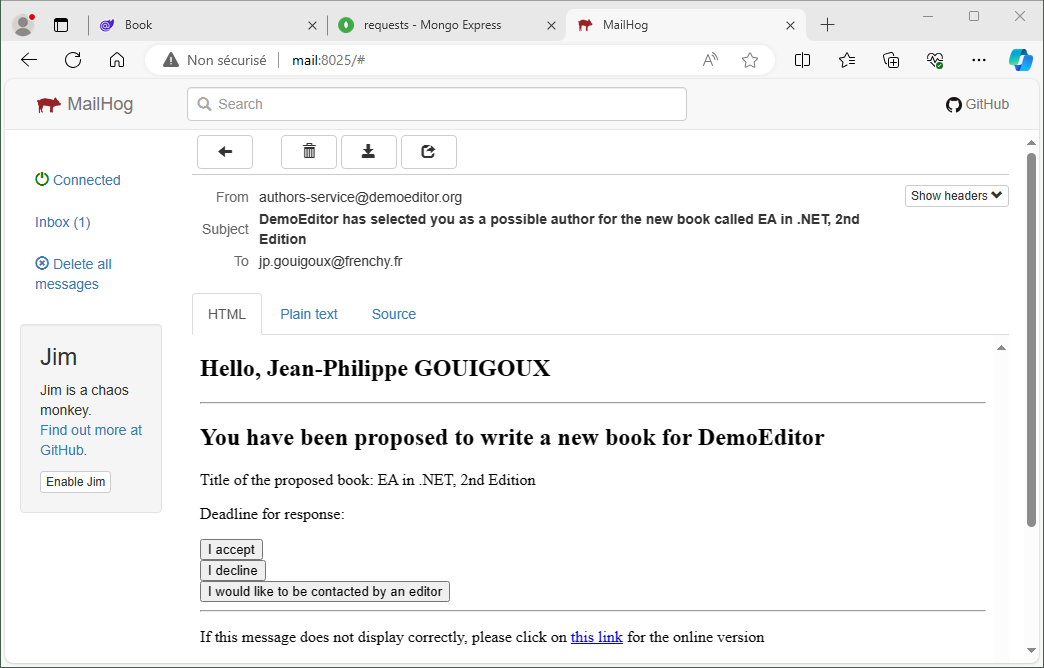 Book
requests - Mongo Express
MailHog
Non sécurisé
mail:8025/#
MailHog
Search
GitHub
Connected
Inbox (1)
Delete all
messages
Jim
Jim is a chaos
monkey.
Find out more at
GitHub.
Enable Jim
From authors-service@demoeditor.org
Show headers
Subject DemoEditor has selected you as a possible author for the new book called EA in .NET, 2nd
Edition
To jp.gouigoux@frenchy.fr
HTML Plain text Source
Hello, Jean-Philippe GOUIGOUX
You have been proposed to write a new book for DemoEditor
Title of the proposed book: EA in .NET, 2nd Edition
Deadline for response:
I accept
I decline
I would like to be contacted by an editor
If this message does not display correctly, please click on this link for the online version